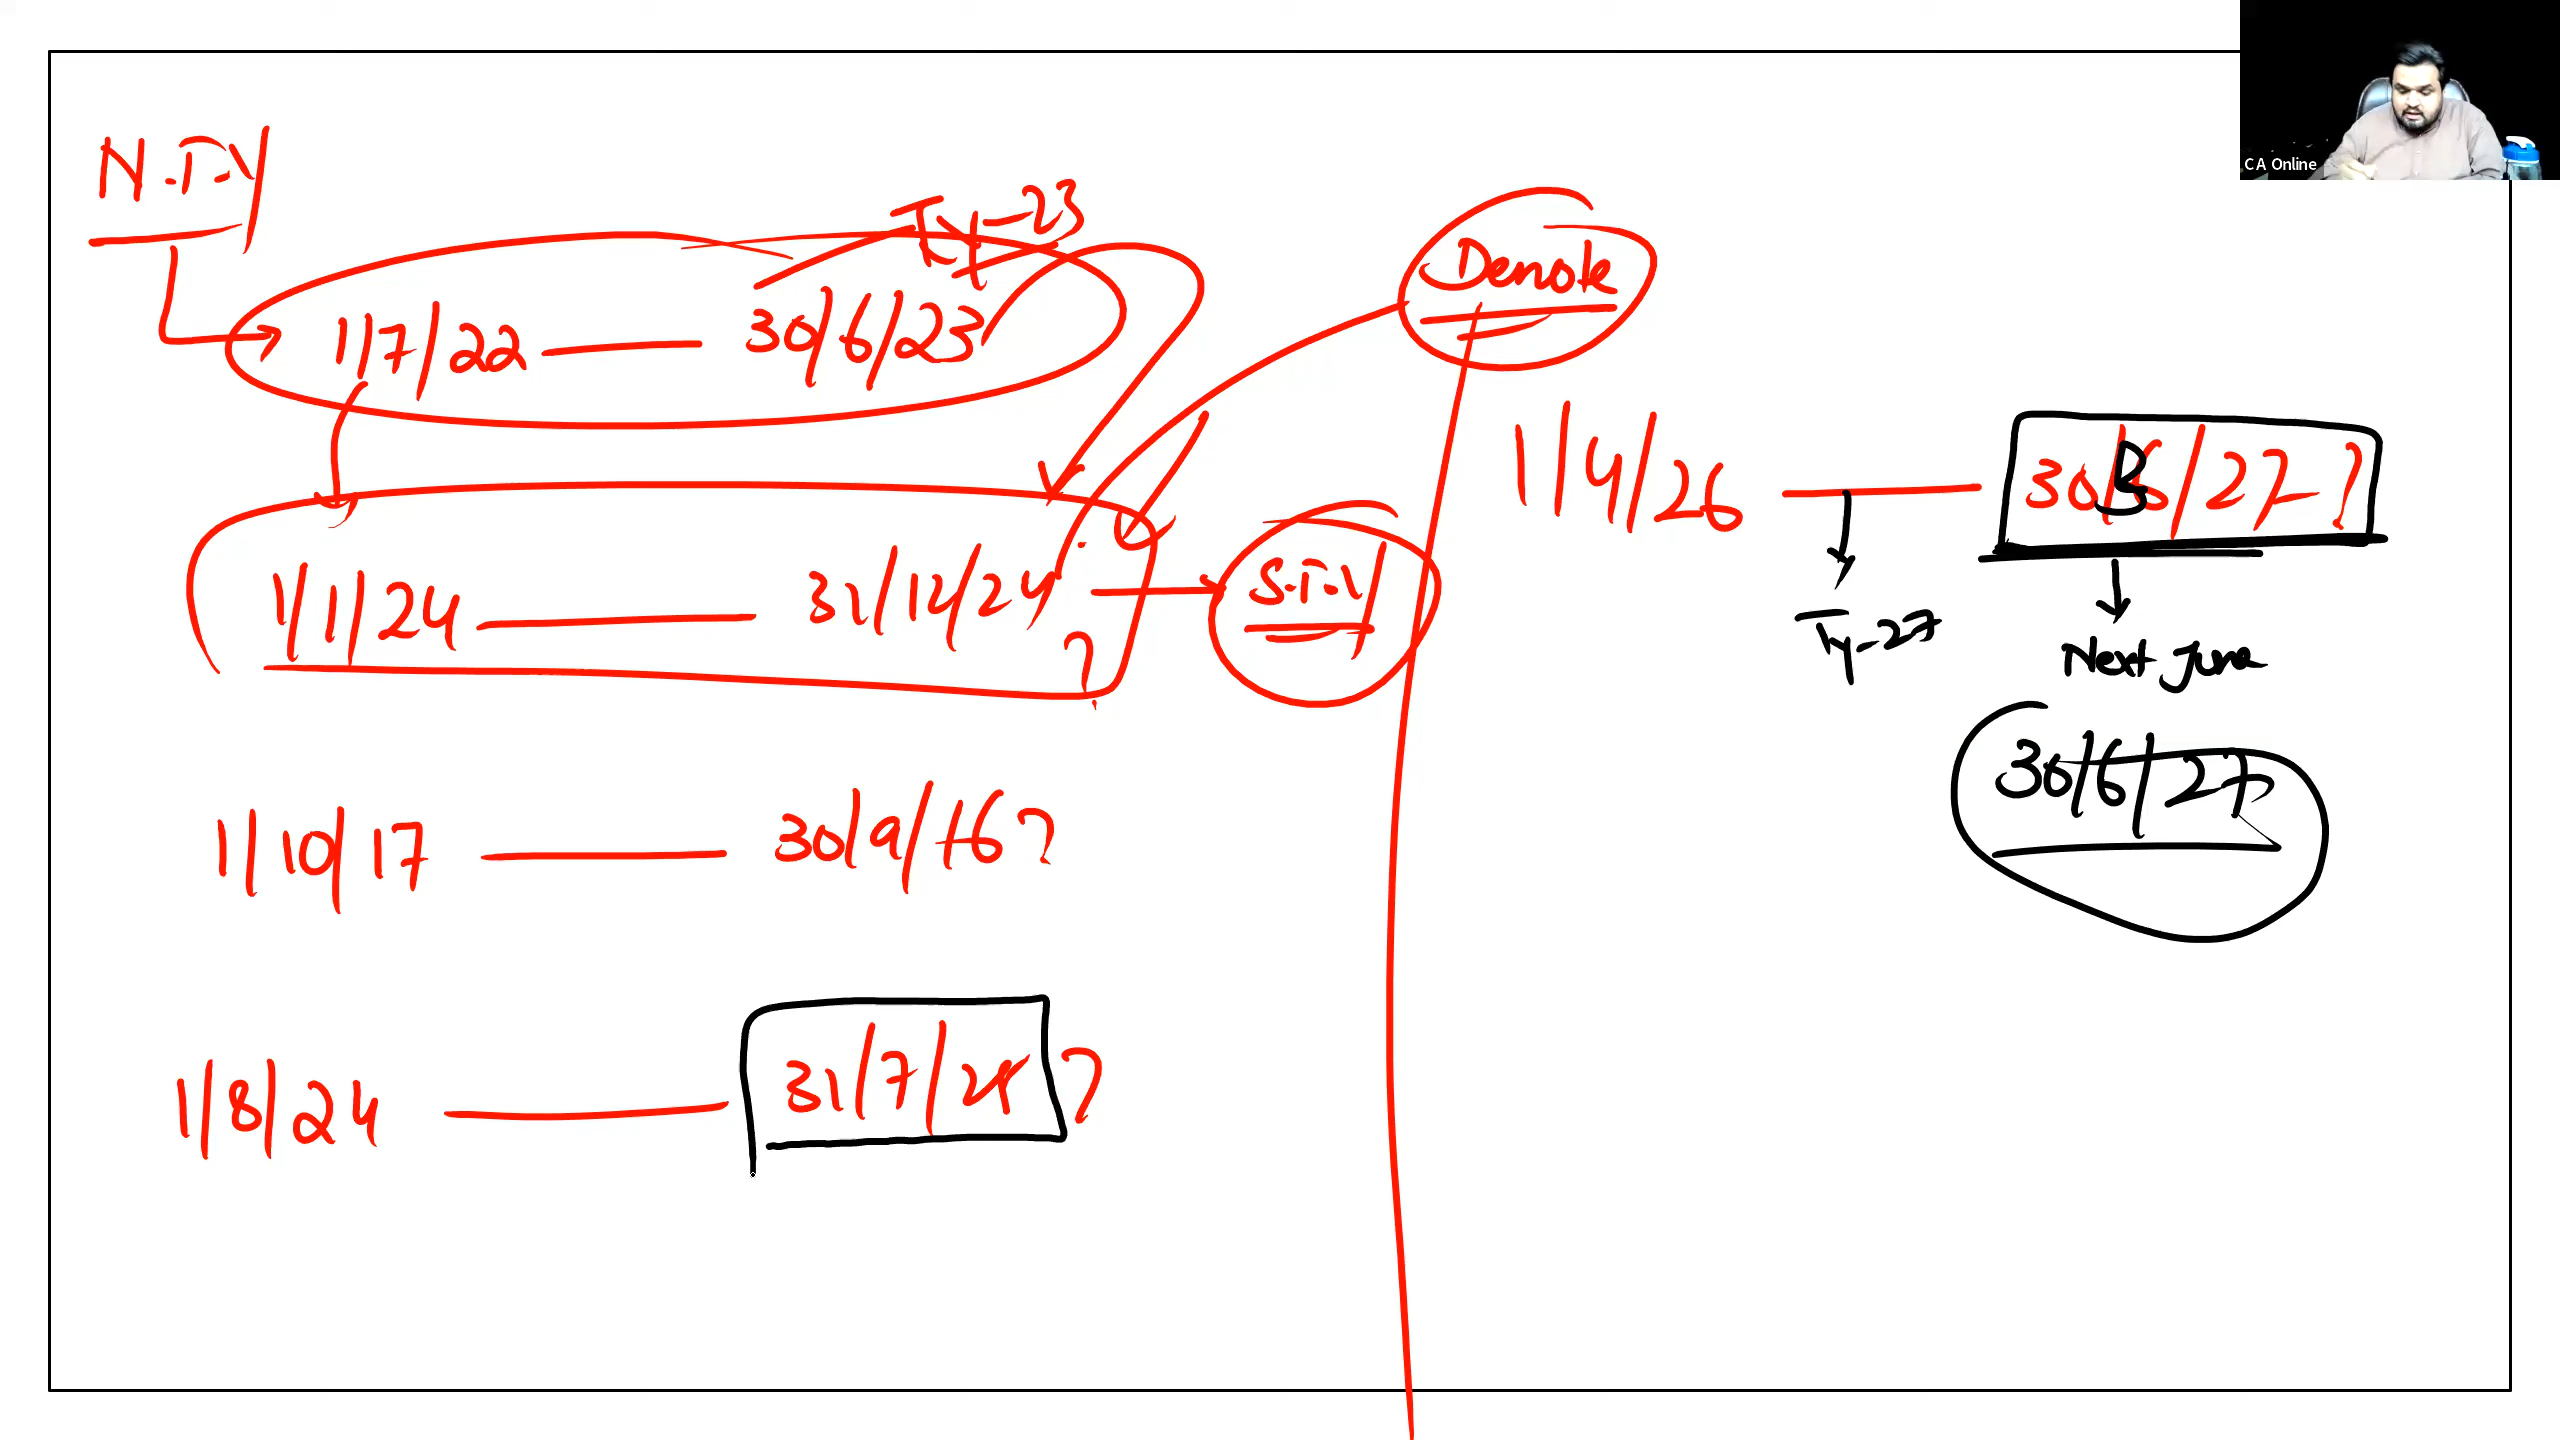 CA Online
N.T.Y
TY-23
1/7/22 — 30/6/23
Denote
1/4/26 — 30/6/27?
1/1/24 — 31/12/24 ?
S.T.Y
Ty-27
Next June
30/6/27
1/10/17 — 30/9/16?
1/8/24 — 31/7/25?